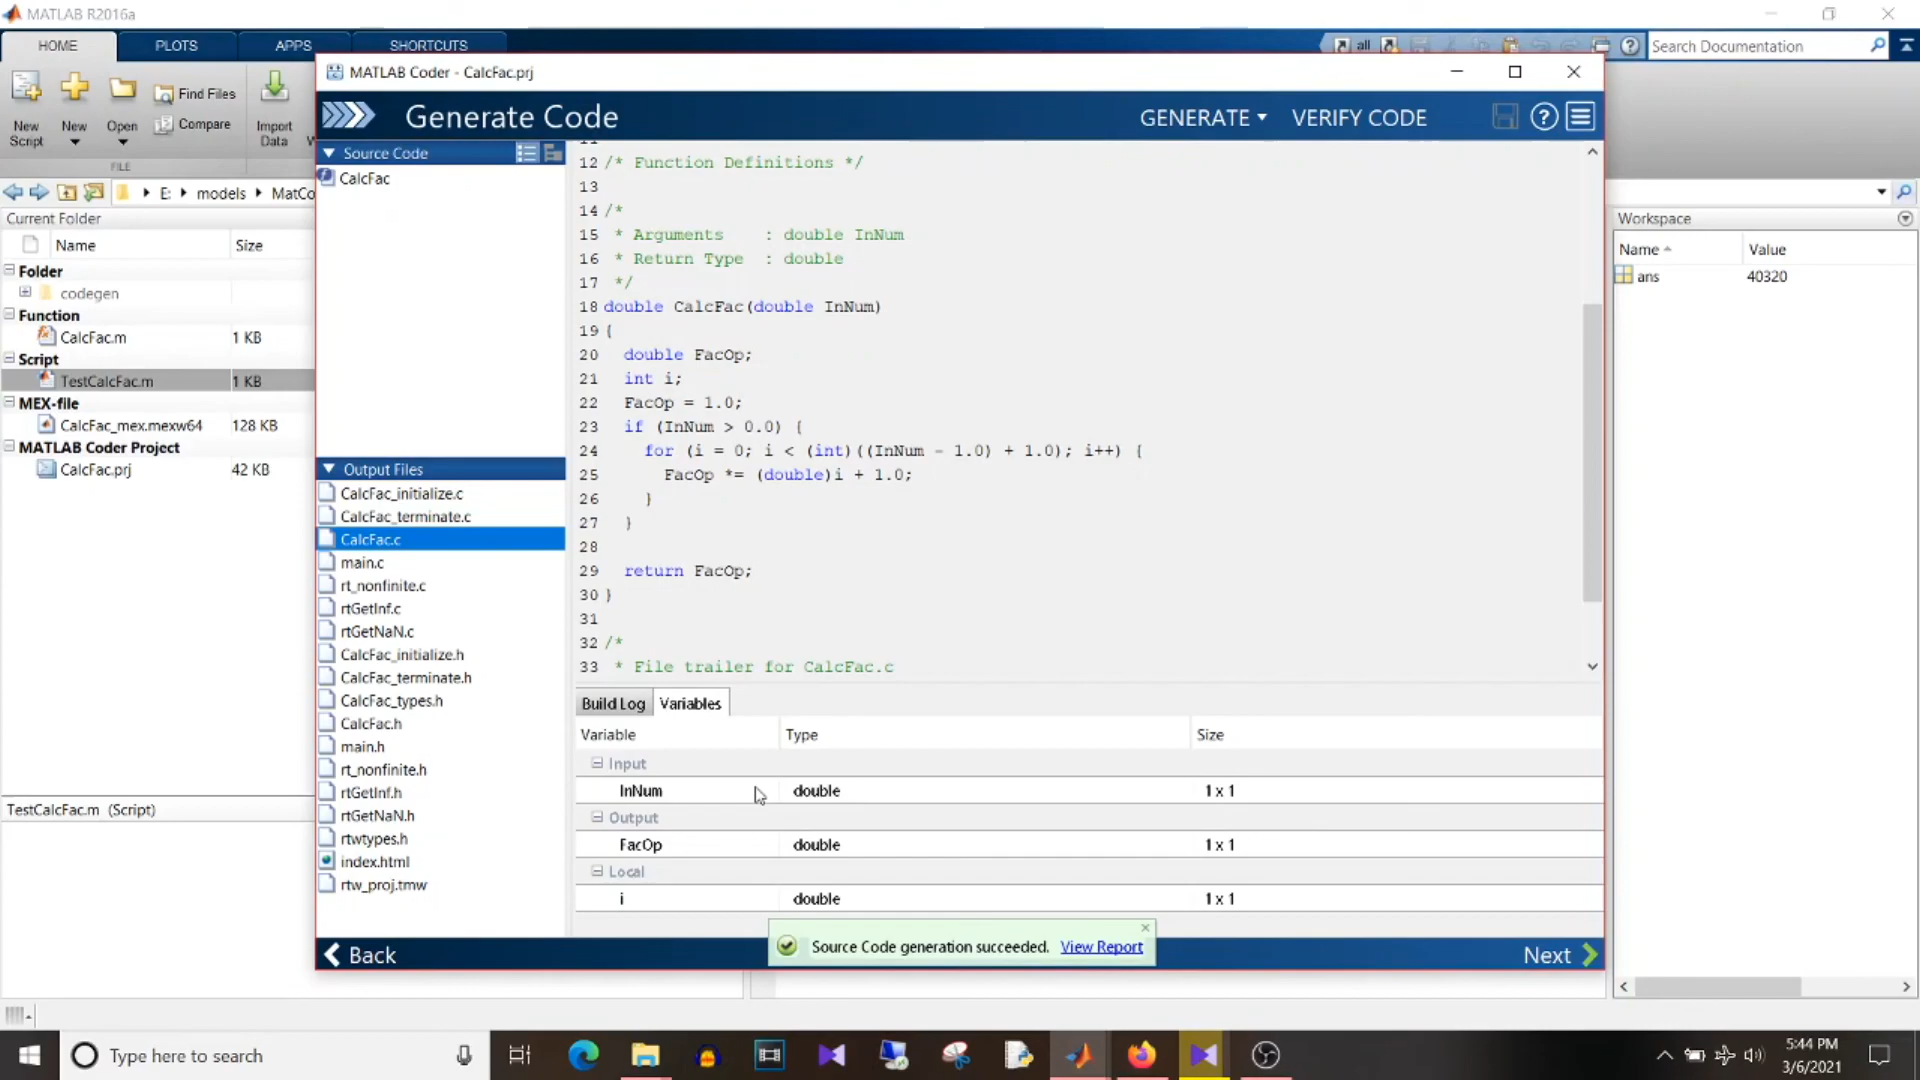 MATLAB R2016a
HOME
PLOTS
APPS
SHORTCUTS
all
Search Documentation
MATLAB Coder - CalcFac.prj
New
Script
New
Open
Find Files
Compare
Import
Data
FILE
Generate Code
GENERATE
VERIFY CODE
E:
models
MatCo
Current Folder
Name
Size
Folder
codegen
Function
CalcFac.m
1 KB
Script
TestCalcFac.m
1 KB
MEX-file
CalcFac_mex.mexw64
128 KB
MATLAB Coder Project
CalcFac.prj
42 KB
TestCalcFac.m (Script)
Source Code
CalcFac
Output Files
CalcFac_initialize.c
CalcFac_terminate.c
CalcFac.c
main.c
rt_nonfinite.c
rtGetInf.c
rtGetNaN.c
CalcFac_initialize.h
CalcFac_terminate.h
CalcFac_types.h
CalcFac.h
main.h
rt_nonfinite.h
rtGetInf.h
rtGetNaN.h
rtwtypes.h
index.html
rtw_proj.tmw
12 /* Function Definitions */
13
14 /*
15 * Arguments : double InNum
16 * Return Type : double
17 */
18 double CalcFac(double InNum)
19 {
20 double FacOp;
21 int i;
22 FacOp = 1.0;
23 if (InNum > 0.0) {
24 for (i = 0; i < (int)((InNum - 1.0) + 1.0); i++) {
25 FacOp *= (double)i + 1.0;
26 }
27 }
28
29 return FacOp;
30 }
31
32 /*
33 * File trailer for CalcFac.c
Build Log
Variables
Variable
Type
Size
Input
InNum
double
1 x 1
Output
FacOp
double
1 x 1
Local
i
double
1 x 1
Source Code generation succeeded. View Report
Back
Next
Workspace
Name
Value
ans
40320
Type here to search
5:44 PM
3/6/2021